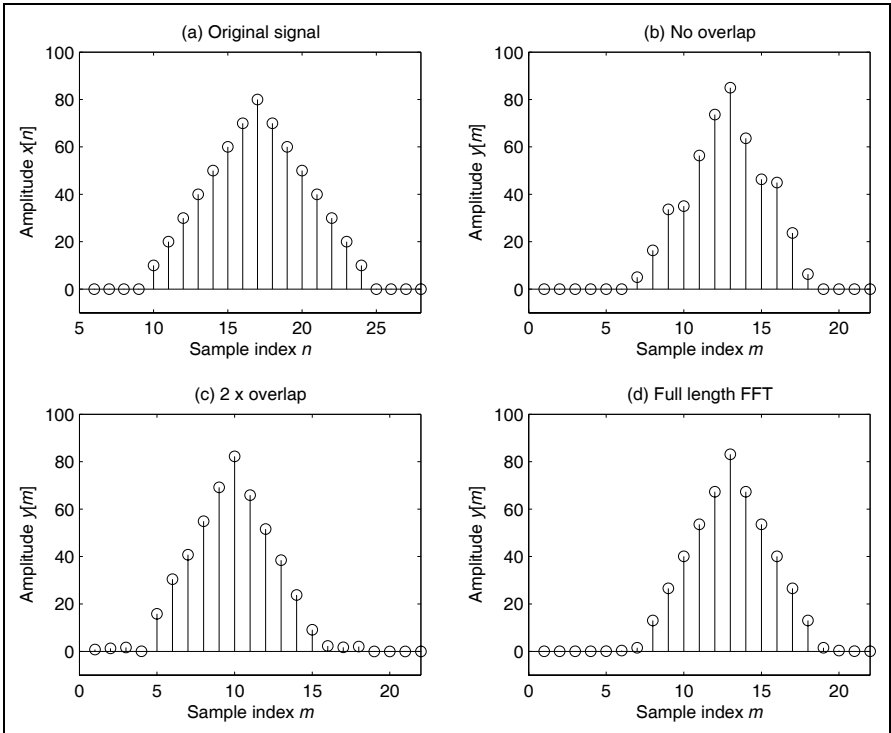 (a) Original signal
100
80
60
40
20
0
Amplitude x[n]
5 10 15 20 25
Sample index n
(b) No overlap
100
80
60
40
20
0
Amplitude y[m]
0 5 10 15 20
Sample index m
(c) 2 x overlap
100
80
60
40
20
0
Amplitude y[m]
0 5 10 15 20
Sample index m
(d) Full length FFT
100
80
60
40
20
0
Amplitude y[m]
0 5 10 15 20
Sample index m